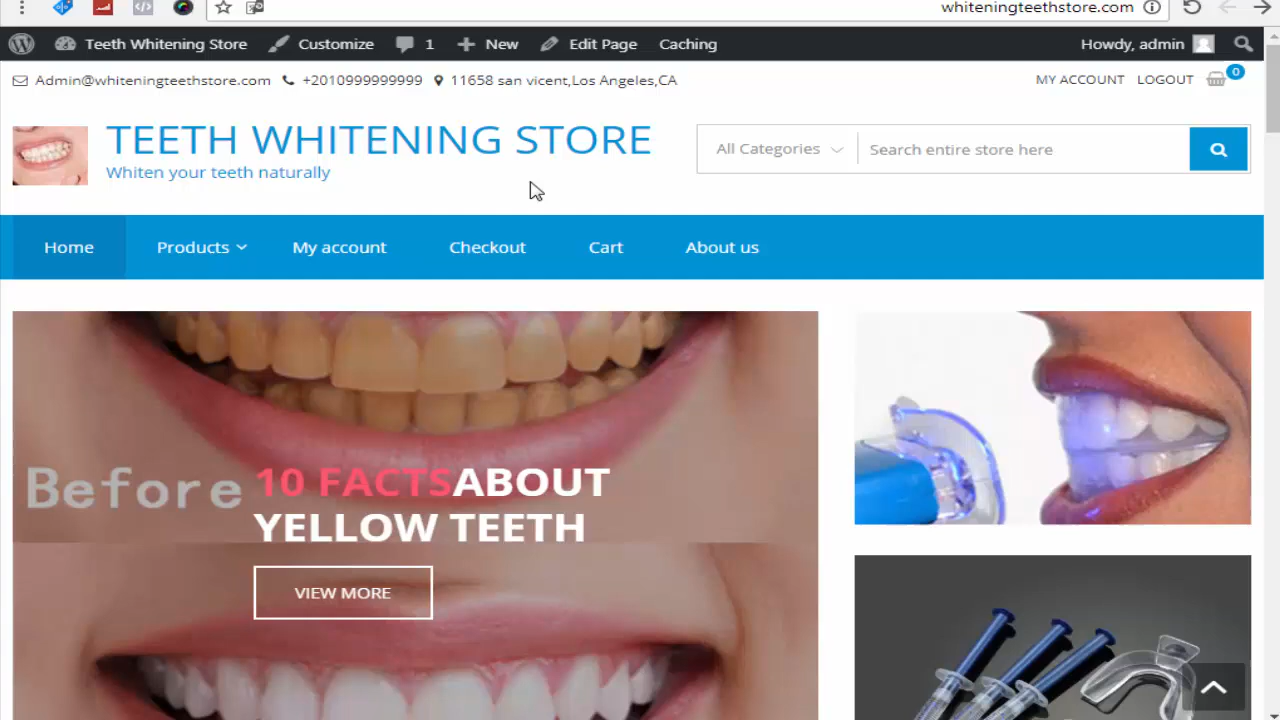 whiteningteethstore.com
Teeth Whitening Store Customize 1 New Edit Page Caching Howdy, admin
Admin@whiteningteethstore.com +2010999999999 11658 san vicent,Los Angeles,CA MY ACCOUNT LOGOUT 0
TEETH WHITENING STORE
Whiten your teeth naturally
All Categories Search entire store here
Home Products My account Checkout Cart About us
Before 10 FACTSABOUT
YELLOW TEETH
VIEW MORE